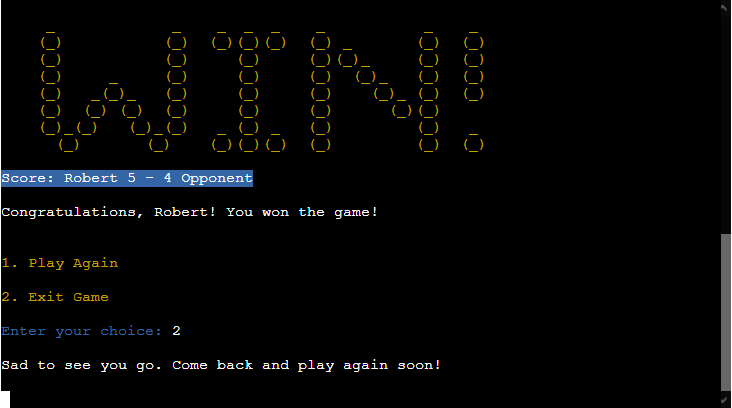 WIN!
Score: Robert 5 - 4 Opponent
Congratulations, Robert! You won the game!
1. Play Again
2. Exit Game
Enter your choice: 2
Sad to see you go. Come back and play again soon!